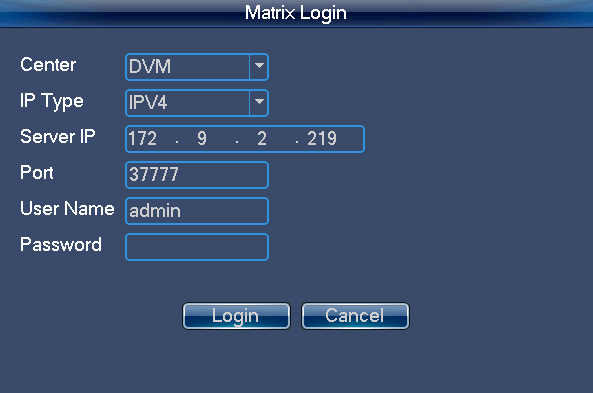 Matrix Login
Center DVM
IP Type IPV4
Server IP 172 . 9 . 2 . 219
Port 37777
User Name admin
Password
Login Cancel